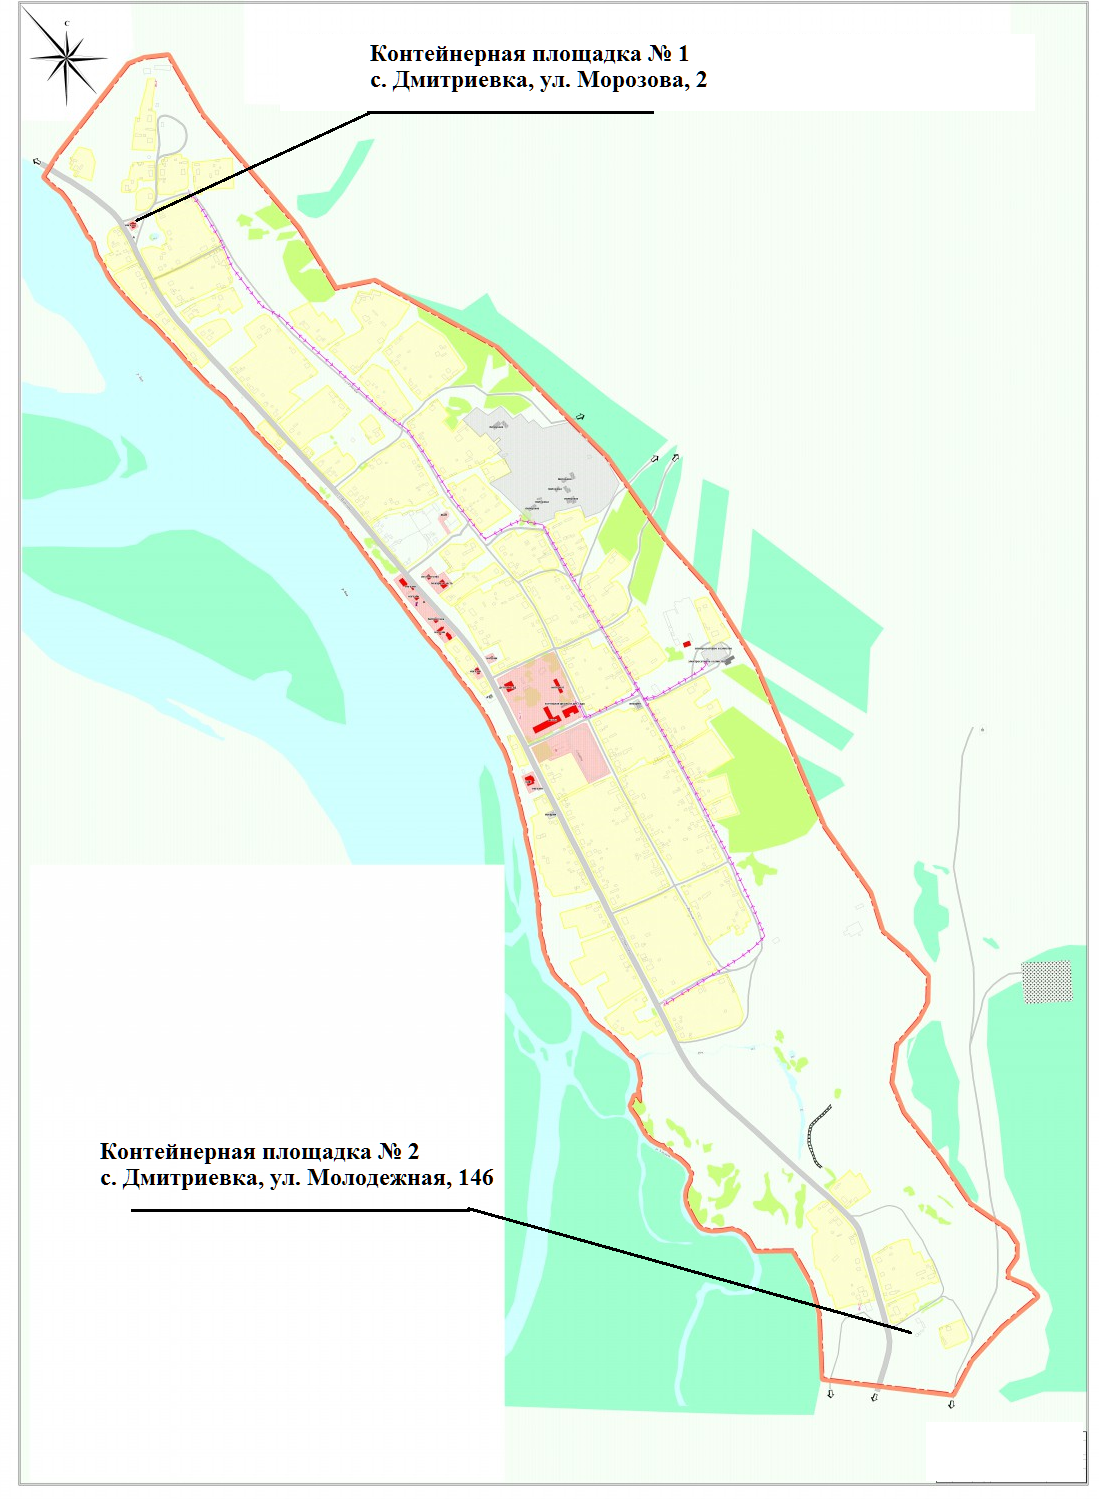 С
Контейнерная площадка № 1
с. Дмитриевка, ул. Морозова, 2
Контейнерная площадка № 2
с. Дмитриевка, ул. Молодежная, 146